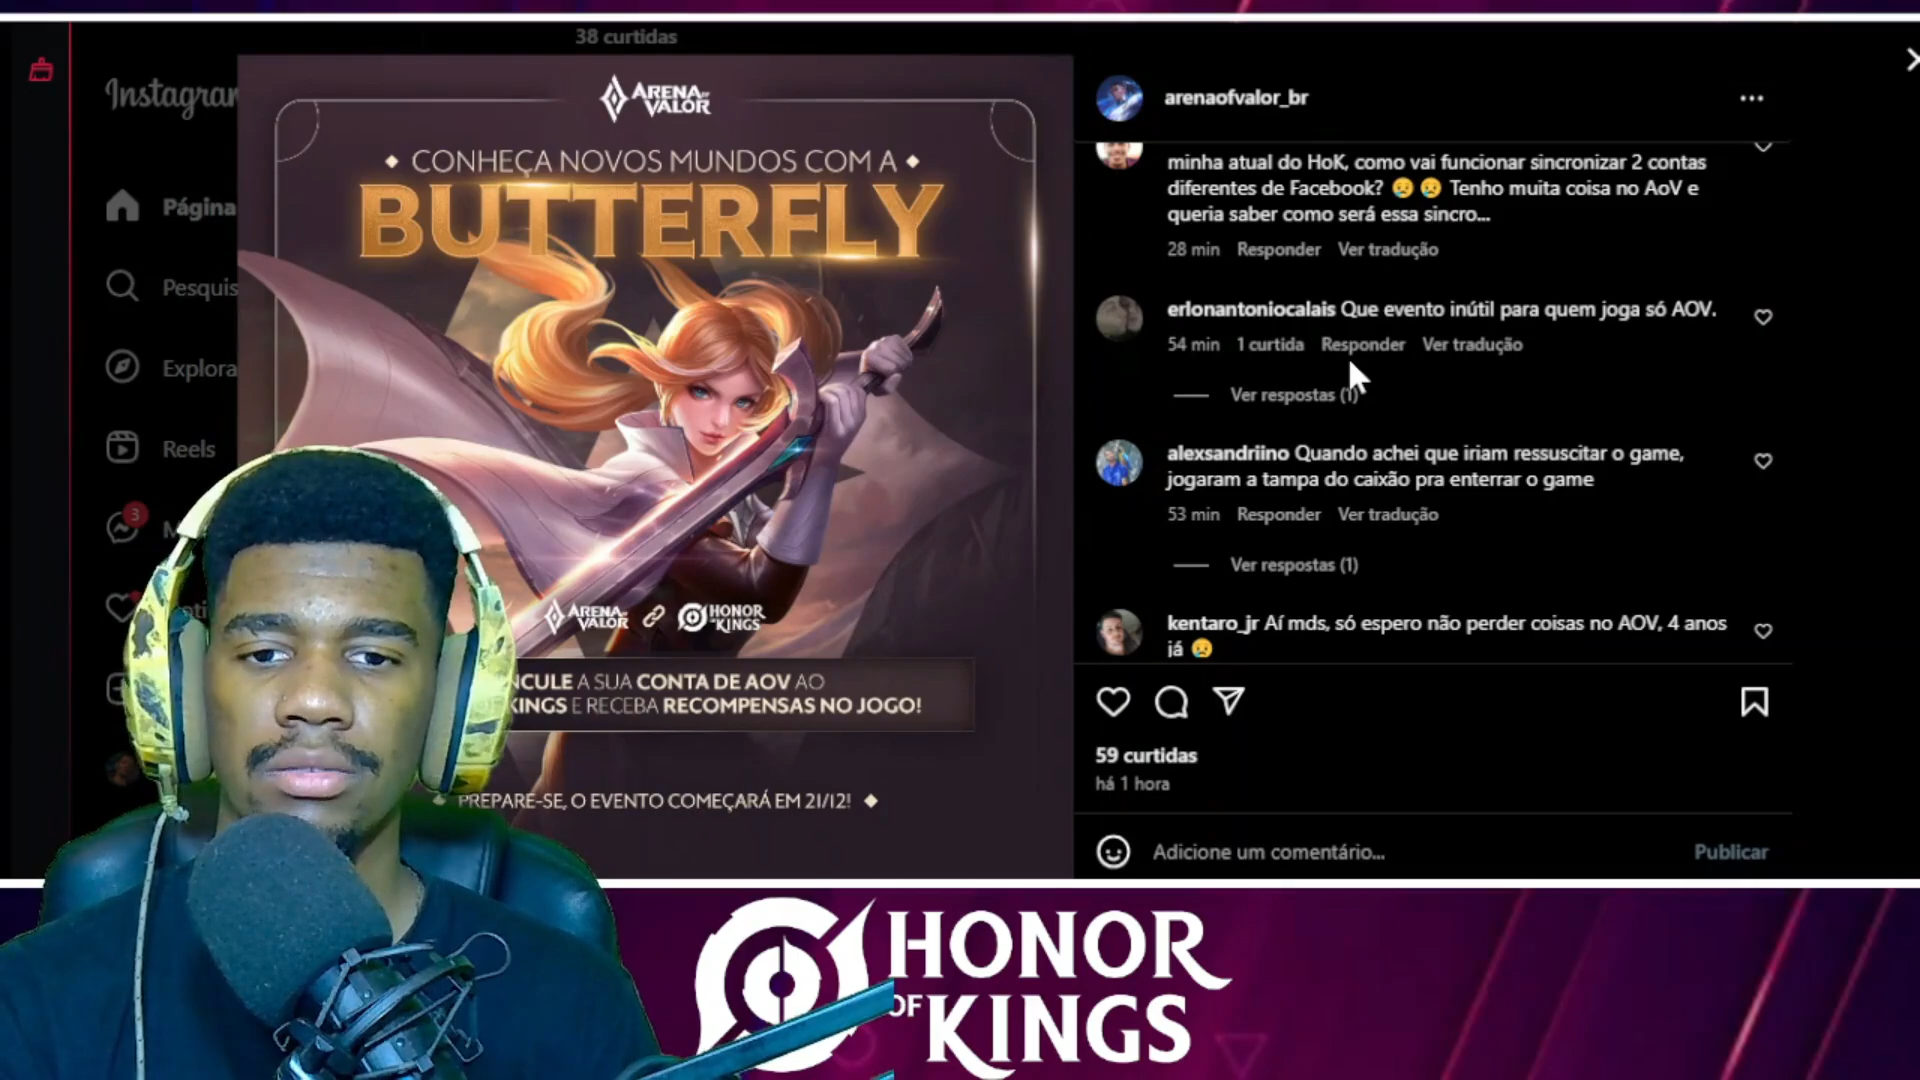 38 curtidas
Instagram
Página
Pesquis
Explora
Reels
3
M
oti
ARENA OF
VALOR
CONHEÇA NOVOS MUNDOS COM A
BUTTERFLY
ARENA OF
VALOR
HONOR
OF KINGS
NCULE A SUA CONTA DE AOV AO
KINGS E RECEBA RECOMPENSAS NO JOGO!
PREPARE-SE, O EVENTO COMEÇARÁ EM 21/12!
arenaofvalor_br
minha atual do HoK, como vai funcionar sincronizar 2 contas
diferentes de Facebook? 😥 😥 Tenho muita coisa no AoV e
queria saber como será essa sincro...
28 min Responder Ver tradução
erlonantoniocalais Que evento inútil para quem joga só AOV.
54 min 1 curtida Responder Ver tradução
Ver respostas (1)
alexsandriino Quando achei que iriam ressuscitar o game,
jogaram a tampa do caixão pra enterrar o game
53 min Responder Ver tradução
Ver respostas (1)
kentaro_jr Aí mds, só espero não perder coisas no AOV, 4 anos
já 😥
59 curtidas
há 1 hora
Adicione um comentário...
Publicar
HONOR
OF KINGS